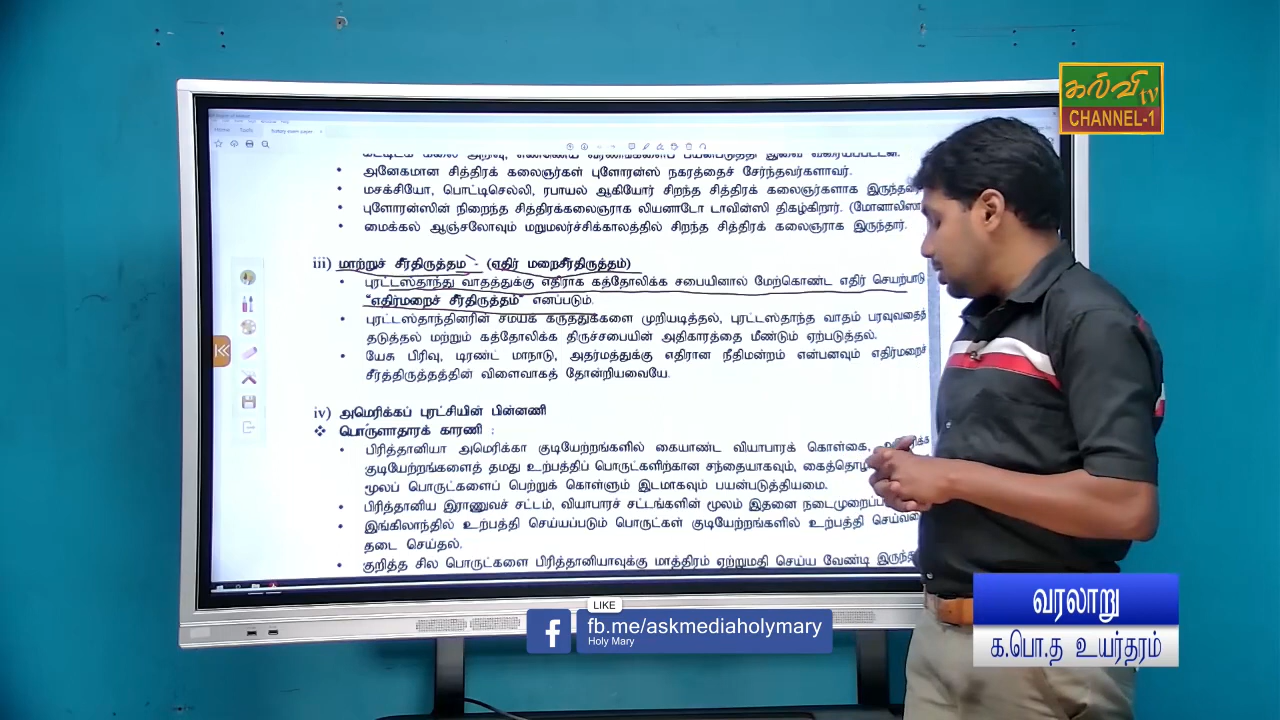 கல்வி TV
CHANNEL-1
Home Tools
அனேகமான சித்திரக் கலைஞர்கள் புளோரன்ஸ் நகரத்தைச் சேர்ந்தவர்களாவர்.
மசக்சியோ, பொட்டிசெல்லி, ரபாயல் ஆகியோர் சிறந்த சித்திரக் கலைஞர்களாக
புளோரன்ஸின் நிறைந்த சித்திரக்கலைஞராக லியனாடோ டாவின்ஸி திகழ்கிறார். (மோனாலிஸா
மைக்கல் ஆஞ்சலோவும் மறுமலர்ச்சிக்காலத்தில் சிறந்த சித்திரக் கலைஞராக இருந்தார்.
iii) மாற்றுச் சீர்திருத்தம் (எதிர் மறைசீர்திருத்தம்)
புரட்டஸ்தாந்து வாதத்துக்கு எதிராக கத்தோலிக்க சபையினால் மேற்கொண்ட எதிர் செயற்பாடு
"எதிர்மறைச் சீர்திருத்தம்" எனப்படும்.
புரட்டஸ்தாந்தினரின் சமயக் கருத்துக்களை முறியடித்தல், புரட்டஸ்தாந்த வாதம் பரவுவதைத்
தடுத்தல் மற்றும் கத்தோலிக்க திருச்சபையின் அதிகாரத்தை மீண்டும் ஏற்படுத்தல்.
யேசு பிரிவு, டிரண்ட் மாநாடு, அதர்மத்துக்கு எதிரான நீதிமன்றம் என்பனவும் எதிர்மறைச்
சீர்த்திருத்தத்தின் விளைவாகத் தோன்றியவையே.
iv) அமெரிக்கப் புரட்சியின் பின்னணி
❖ பொருளாதாரக் காரணி :
பிரித்தானியா அமெரிக்கா குடியேற்றங்களில் கையாண்ட வியாபாரக் கொள்கை,
குடியேற்றங்களைத் தமது உற்பத்திப் பொருட்களிற்கான சந்தையாகவும்,
மூலப் பொருட்களைப் பெற்றுக் கொள்ளும் இடமாகவும் பயன்படுத்தியமை.
பிரித்தானிய இராணுவச் சட்டம், வியாபாரச் சட்டங்களின் மூலம் இதனை
இங்கிலாந்தில் உற்பத்தி செய்யப்படும் பொருட்கள் குடியேற்றங்களில் உற்பத்தி
தடை செய்தல்.
குறித்த சில பொருட்களை பிரித்தானியாவுக்கு மாத்திரம் ஏற்றுமதி செய்ய வேண்டி
LIKE
fb.me/askmediaholymary
Holy Mary
வரலாறு
க.பொ.த உயர்தரம்